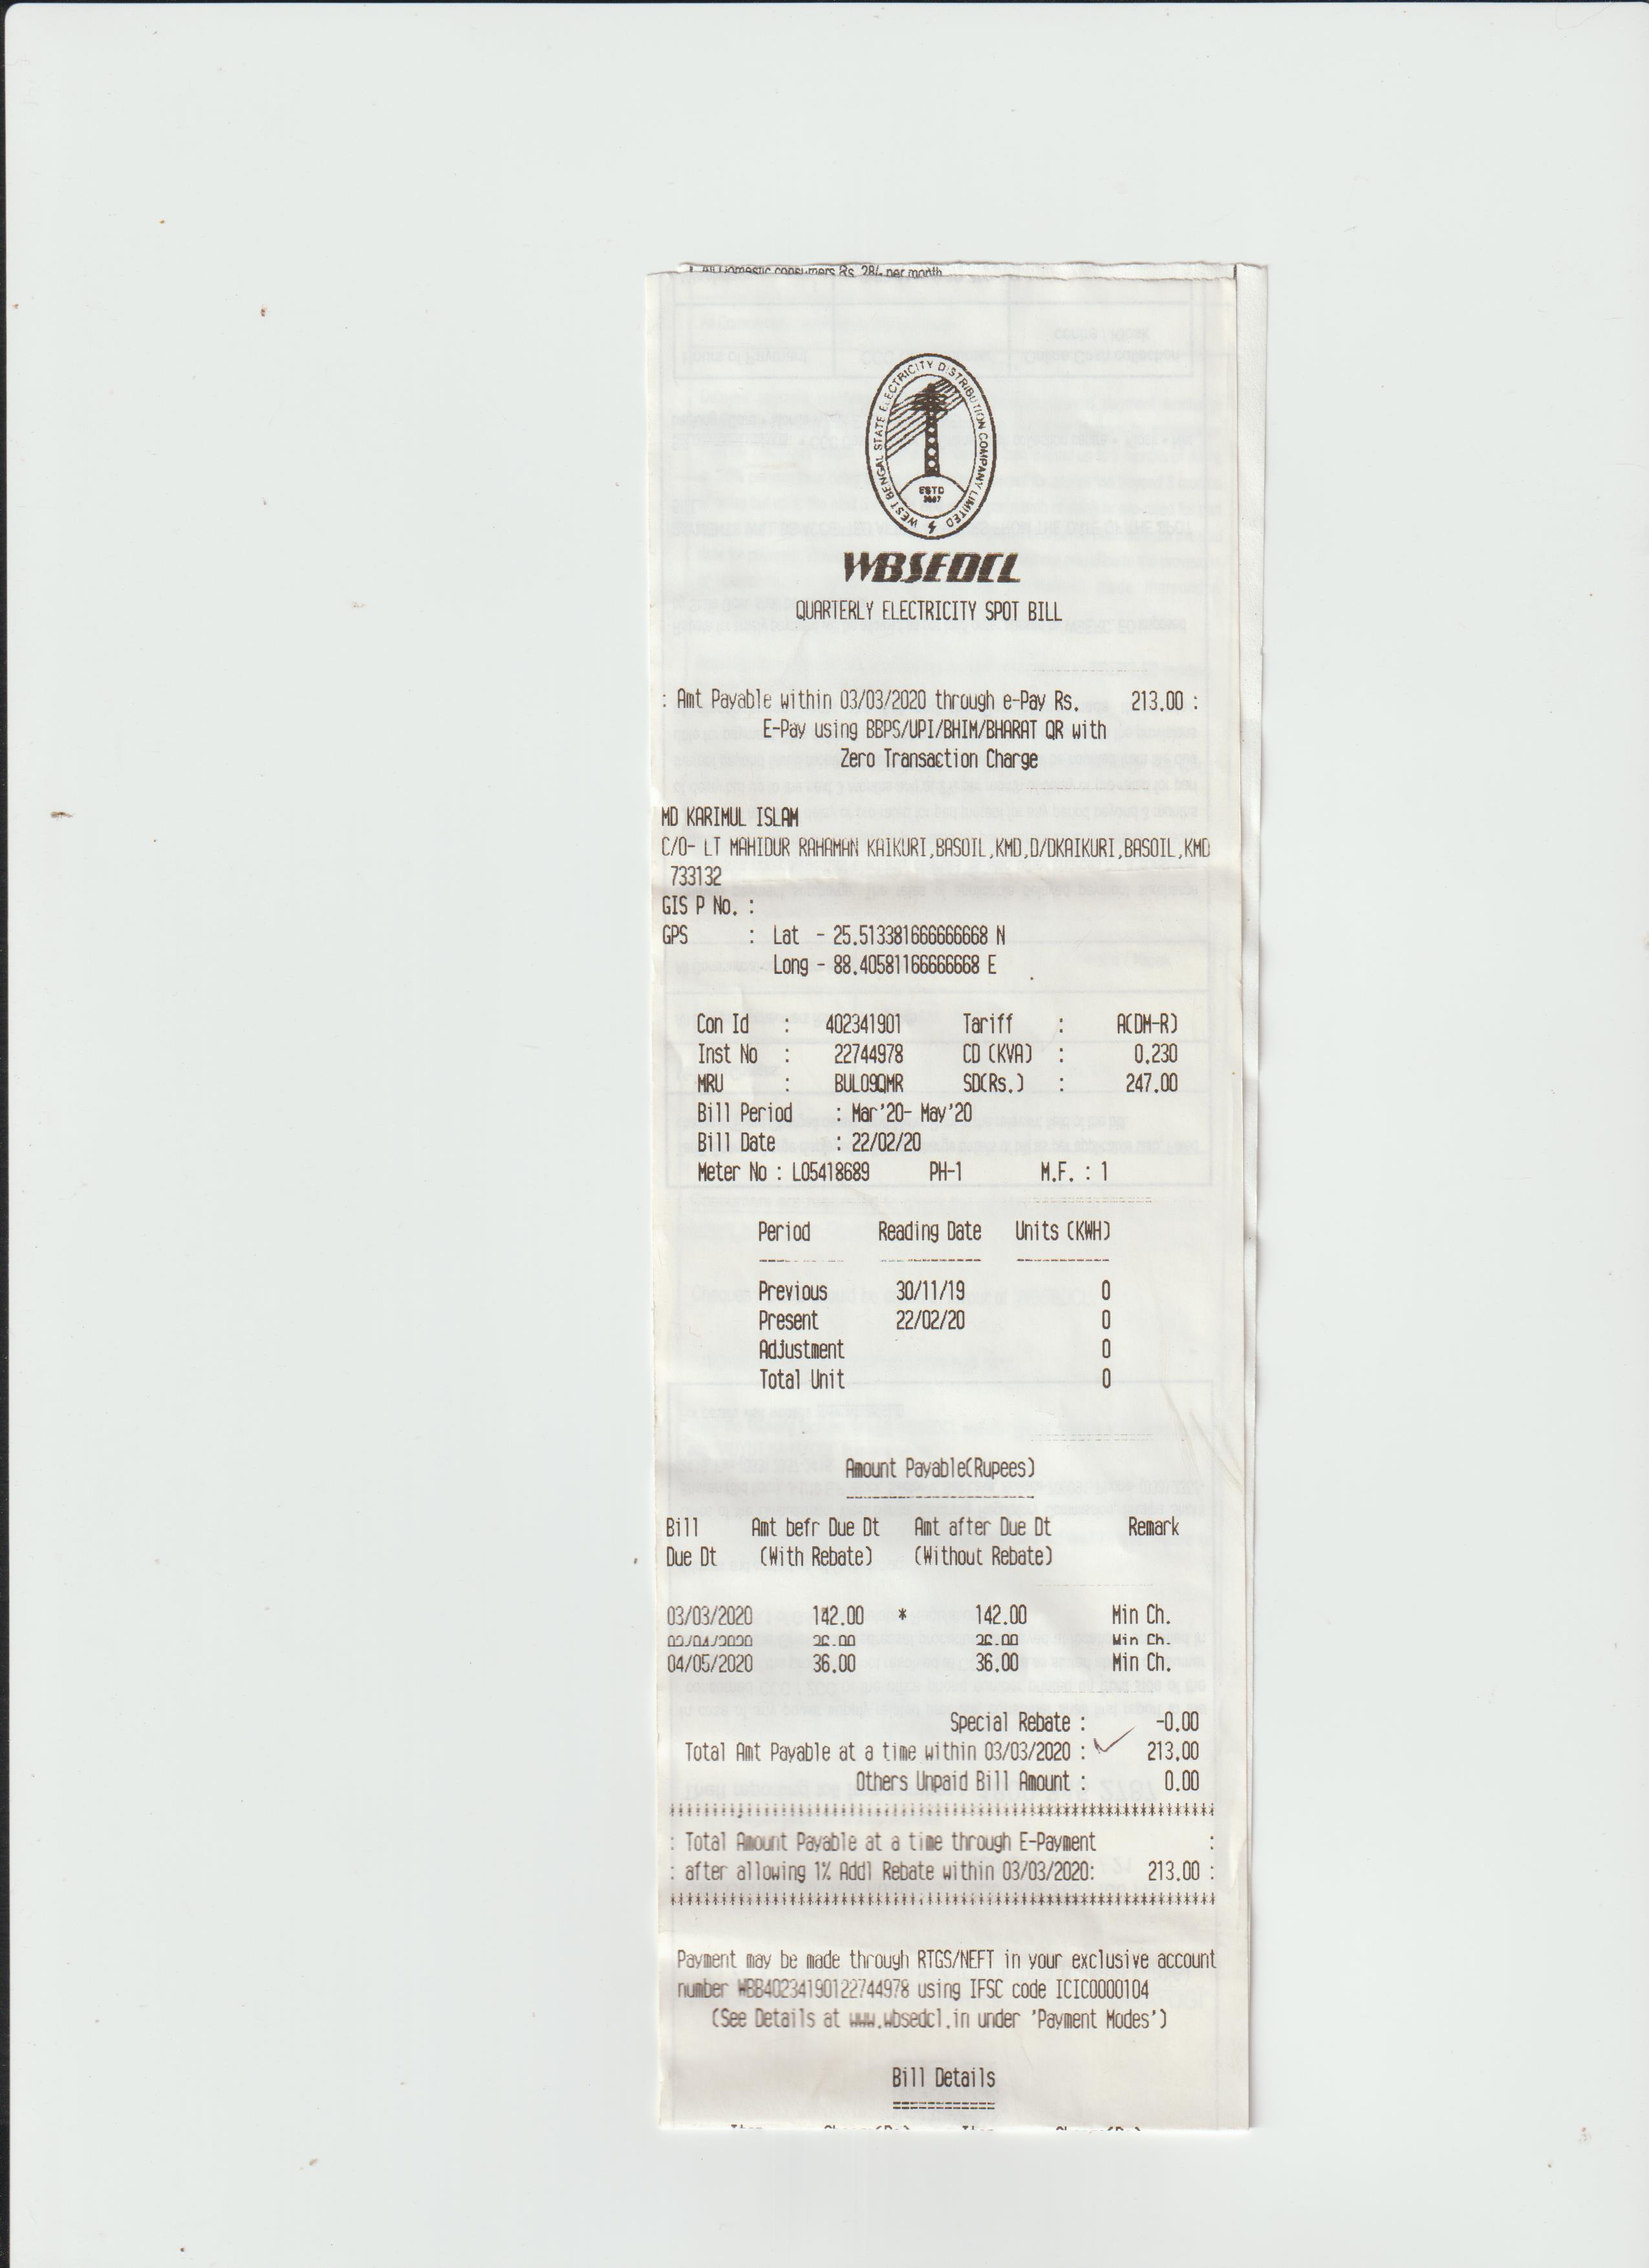 All Domestic consumers Rs. 28/- per month
WEST BENGAL STATE ELECTRICITY DISTRIBUTION COMPANY LIMITED
ESTD
2007
WBSEDCL
QUARTERLY ELECTRICITY SPOT BILL
: Amt Payable within 03/03/2020 through e-Pay Rs. 213.00 :
E-Pay using BBPS/UPI/BHIM/BHARAT QR with
Zero Transaction Charge
MD KARIMUL ISLAM
C/O- LT MAHIDUR RAHAMAN KAIKURI,BASOIL,KMD,D/DKAIKURI,BASOIL,KMD
733132
GIS P No. :
GPS : Lat - 25.513381666666668 N
Long - 88.40581166666668 E
Con Id : 402341901 Tariff : A(DM-R)
Inst No : 22744978 CD (KVA) : 0.230
MRU : BUL09QMR SD(Rs.) : 247.00
Bill Period : Mar'20- May'20
Bill Date : 22/02/20
Meter No : L05418689 PH-1 M.F. : 1
Period Reading Date Units (KWH)
Previous 30/11/19 0
Present 22/02/20 0
Adjustment 0
Total Unit 0
Amount Payable(Rupees)
Bill Amt befr Due Dt Amt after Due Dt Remark
Due Dt (With Rebate) (Without Rebate)
03/03/2020 142.00 * 142.00 Min Ch.
Min Ch.
04/05/2020 36.00 36.00 Min Ch.
Special Rebate : -0.00
Total Amt Payable at a time within 03/03/2020 : 213.00
Others Unpaid Bill Amount : 0.00
: Total Amount Payable at a time through E-Payment :
: after allowing 1% Addl Rebate within 03/03/2020: 213.00 :
Payment may be made through RTGS/NEFT in your exclusive account
number WBB40234190122744978 using IFSC code ICIC0000104
(See Details at www.wbsedcl.in under 'Payment Modes')
Bill Details